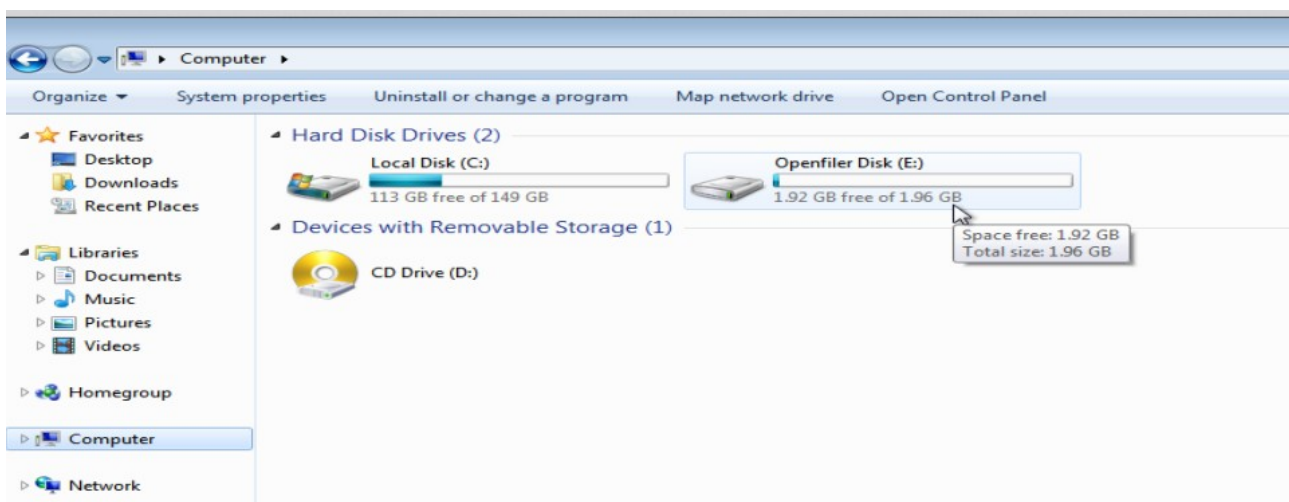 Computer
Organize System properties Uninstall or change a program Map network drive Open Control Panel
Favorites
Desktop
Downloads
Recent Places
Libraries
Documents
Music
Pictures
Videos
Homegroup
Computer
Network
Hard Disk Drives (2)
Local Disk (C:)
113 GB free of 149 GB
Openfiler Disk (E:)
1.92 GB free of 1.96 GB
Space free: 1.92 GB
Total size: 1.96 GB
Devices with Removable Storage (1)
CD Drive (D:)